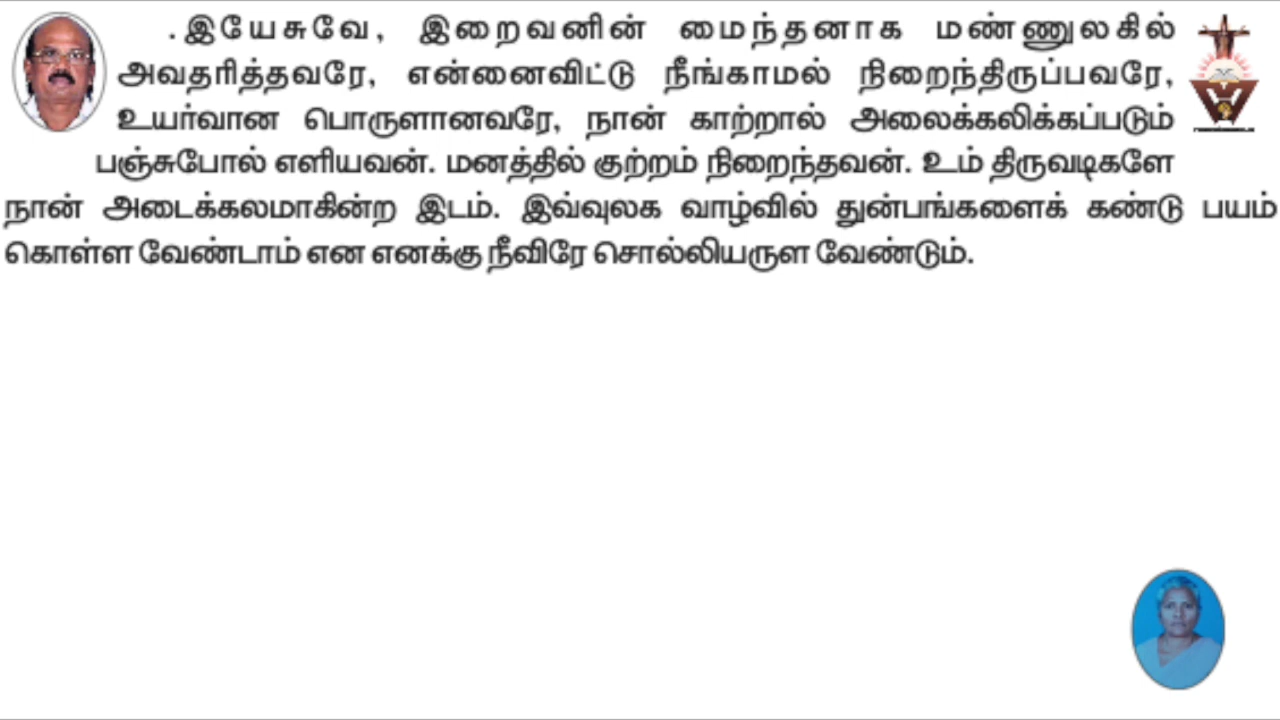 .இயேசுவே, இறைவனின் மைந்தனாக மண்ணுலகில்
அவதரித்தவரே, என்னைவிட்டு நீங்காமல் நிறைந்திருப்பவரே,
உயர்வான பொருளானவரே, நான் காற்றால் அலைக்கலிக்கப்படும்
பஞ்சுபோல் எளியவன். மனத்தில் குற்றம் நிறைந்தவன். உம் திருவடிகளே
நான் அடைக்கலமாகின்ற இடம். இவ்வுலக வாழ்வில் துன்பங்களைக் கண்டு பயம்
கொள்ள வேண்டாம் என எனக்கு நீவிரே சொல்லியருள வேண்டும்.